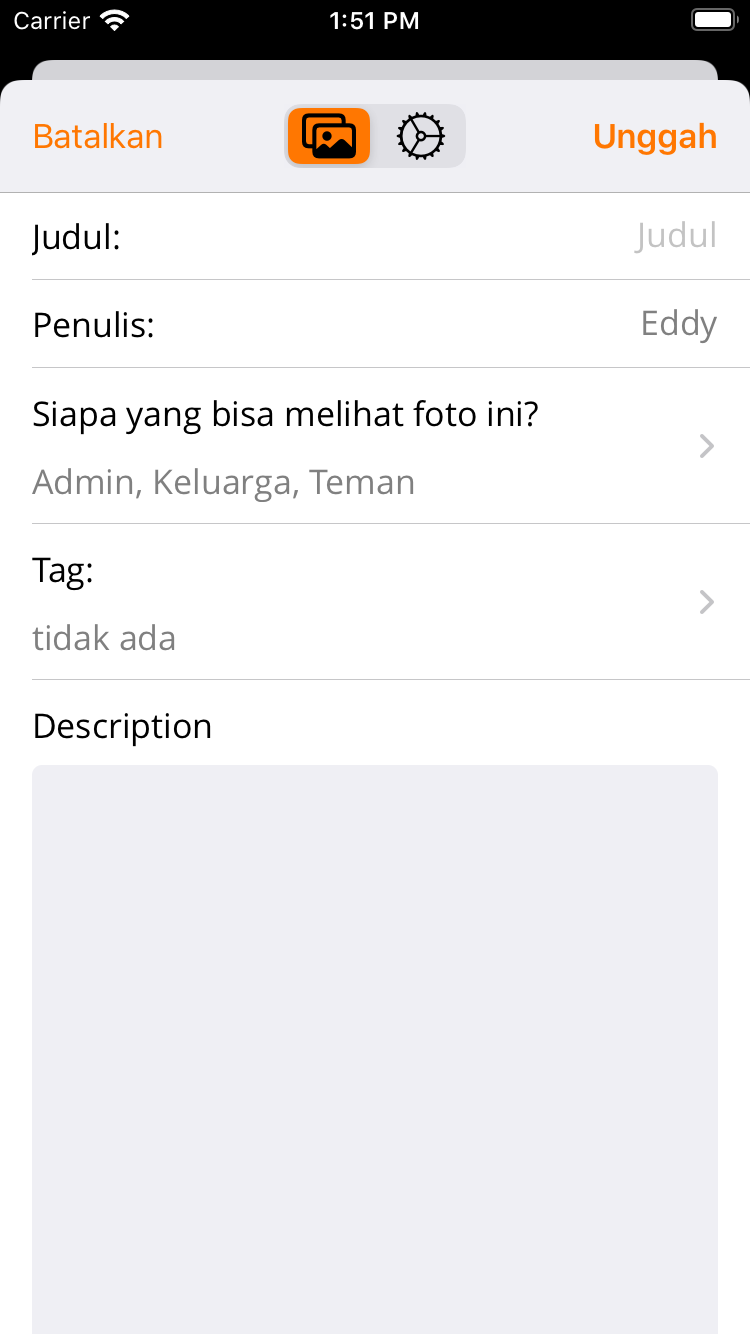 Carrier 1:51 PM
Batalkan Unggah
Judul: Judul
Penulis: Eddy
Siapa yang bisa melihat foto ini?
Admin, Keluarga, Teman
Tag:
tidak ada
Description